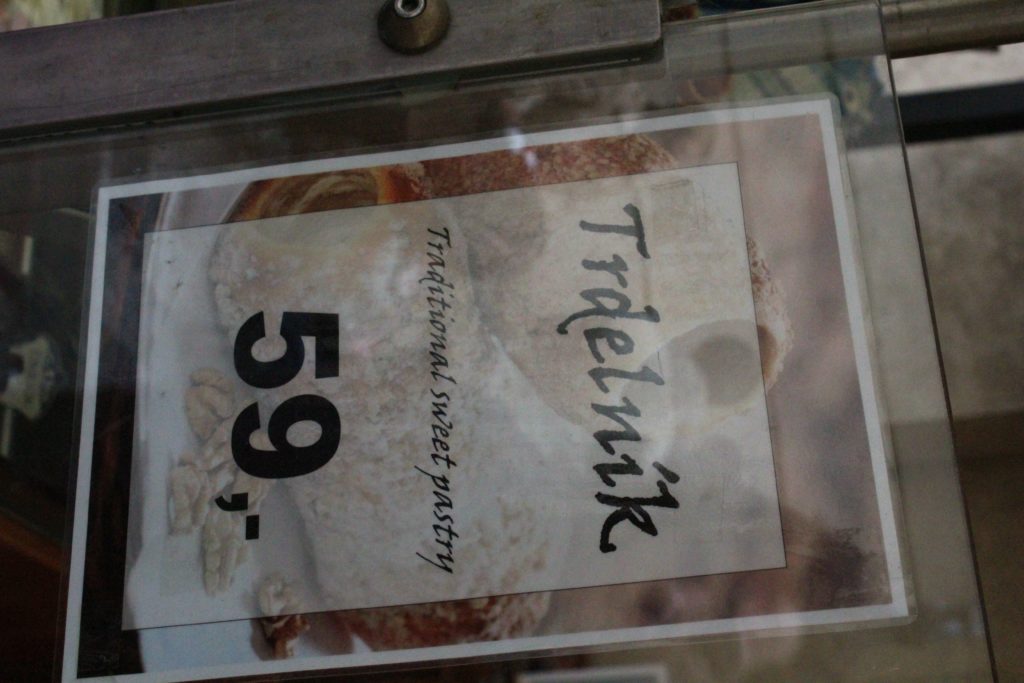 Trdelník
Traditional sweet pastry
59,-